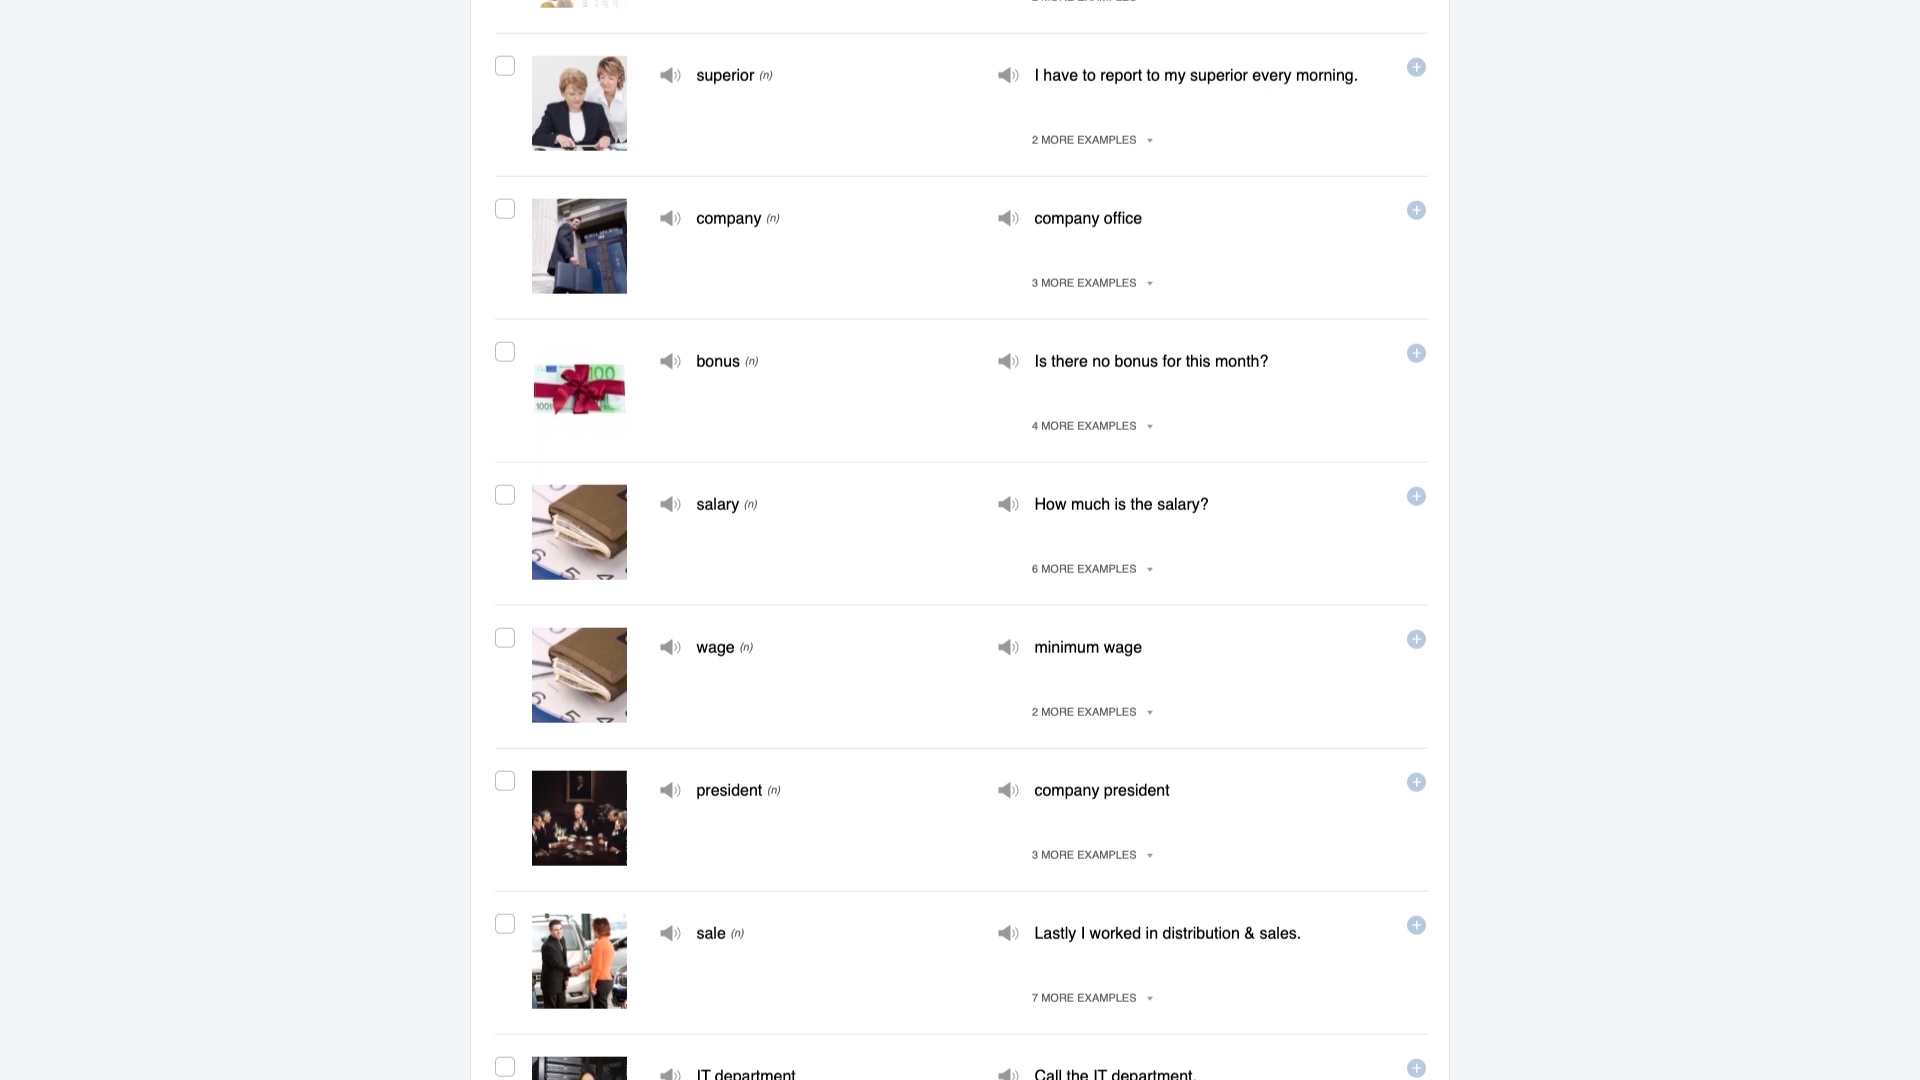 superior (n)
I have to report to my superior every morning.
2 MORE EXAMPLES
company (n)
company office
3 MORE EXAMPLES
bonus (n)
Is there no bonus for this month?
4 MORE EXAMPLES
salary (n)
How much is the salary?
6 MORE EXAMPLES
wage (n)
minimum wage
2 MORE EXAMPLES
president (n)
company president
3 MORE EXAMPLES
sale (n)
Lastly I worked in distribution & sales.
7 MORE EXAMPLES
IT department
Call the IT department.